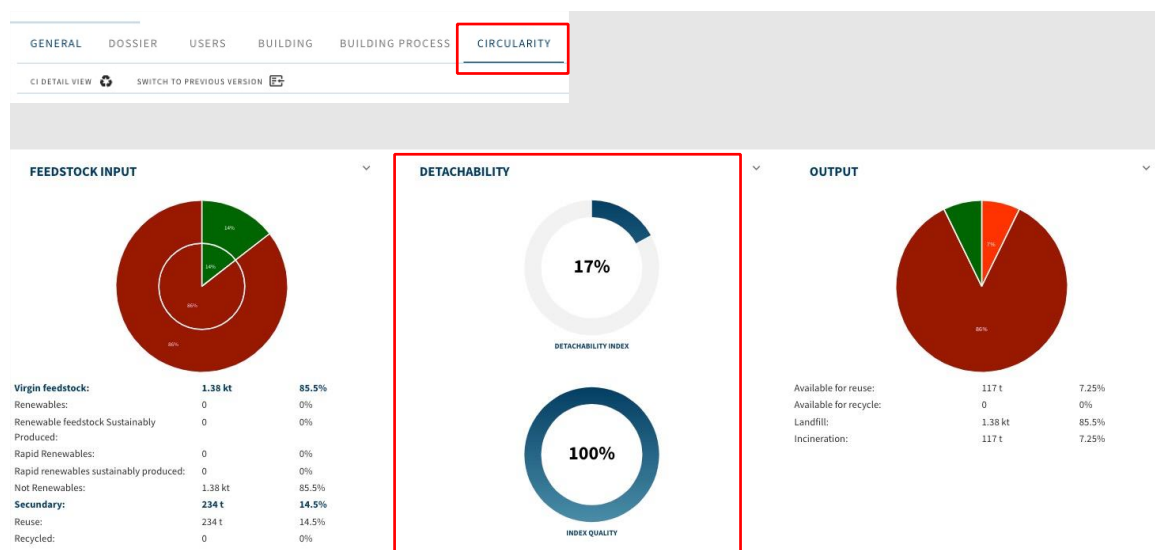 GENERAL DOSSIER USERS BUILDING BUILDING PROCESS CIRCULARITY
CI DETAIL VIEW SWITCH TO PREVIOUS VERSION
FEEDSTOCK INPUT
14%
14%
86%
86%
Virgin feedstock: 1.38 kt 85.5%
Renewables: 0 0%
Renewable feedstock Sustainably
Produced: 0 0%
Rapid Renewables: 0 0%
Rapid renewables sustainably produced: 0 0%
Not Renewables: 1.38 kt 85.5%
Secundary: 234 t 14.5%
Reuse: 234 t 14.5%
Recycled: 0 0%
DETACHABILITY
17%
DETACHABILITY INDEX
100%
INDEX QUALITY
OUTPUT
7%
86%
Available for reuse: 117 t 7.25%
Available for recycle: 0 0%
Landfill: 1.38 kt 85.5%
Incineration: 117 t 7.25%